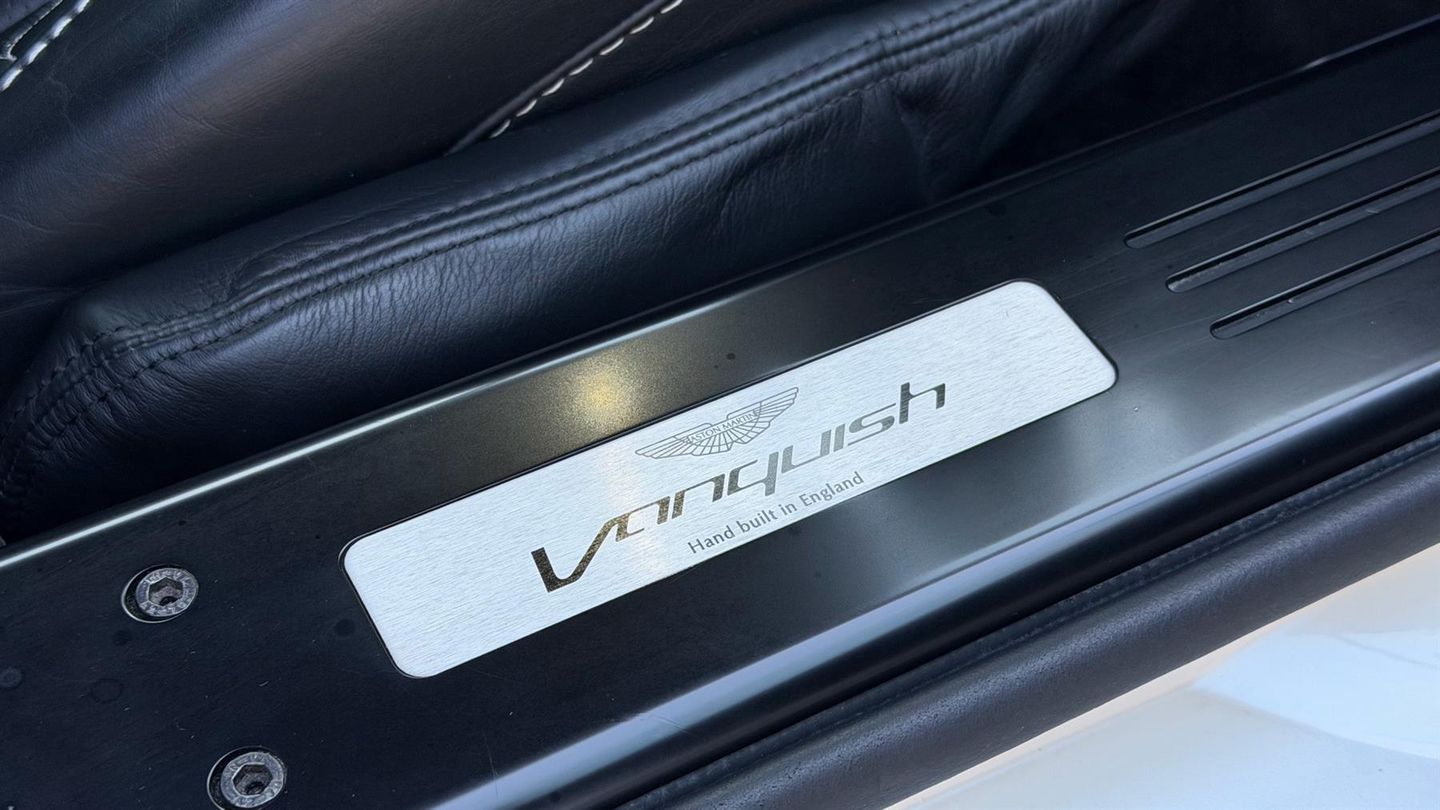 ASTON MARTIN
Vanquish
Hand built in England